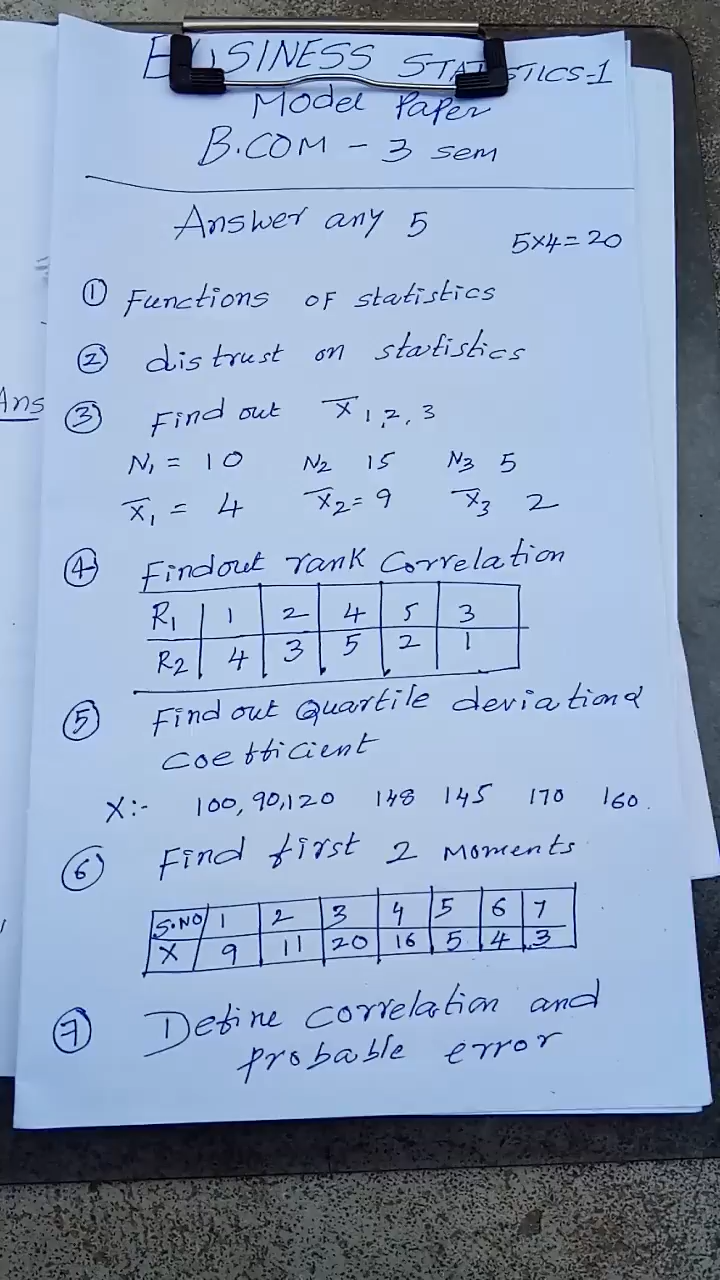 BUSINESS STATISTICS-1
Model Paper
B.COM - 3 sem
Answer any 5
5×4=20
① Functions of statistics
② distrust on statistics
③ Find out X̄ 1,2,3
N₁ = 10 N₂ 15 N₃ 5
X̄₁ = 4 X̄₂ = 9 X̄₃ 2
④ Findout rank Correlation
R₁ 1 2 4 5 3
R₂ 4 3 5 2 1
⑤ Find out Quartile deviation &
coefficient
X:- 100, 90, 120 148 145 170 160.
⑥ Find first 2 Moments
S.NO 1 2 3 4 5 6 7
X 9 11 20 16 5 4 3
⑦ Define correlation and
probable error
Ans